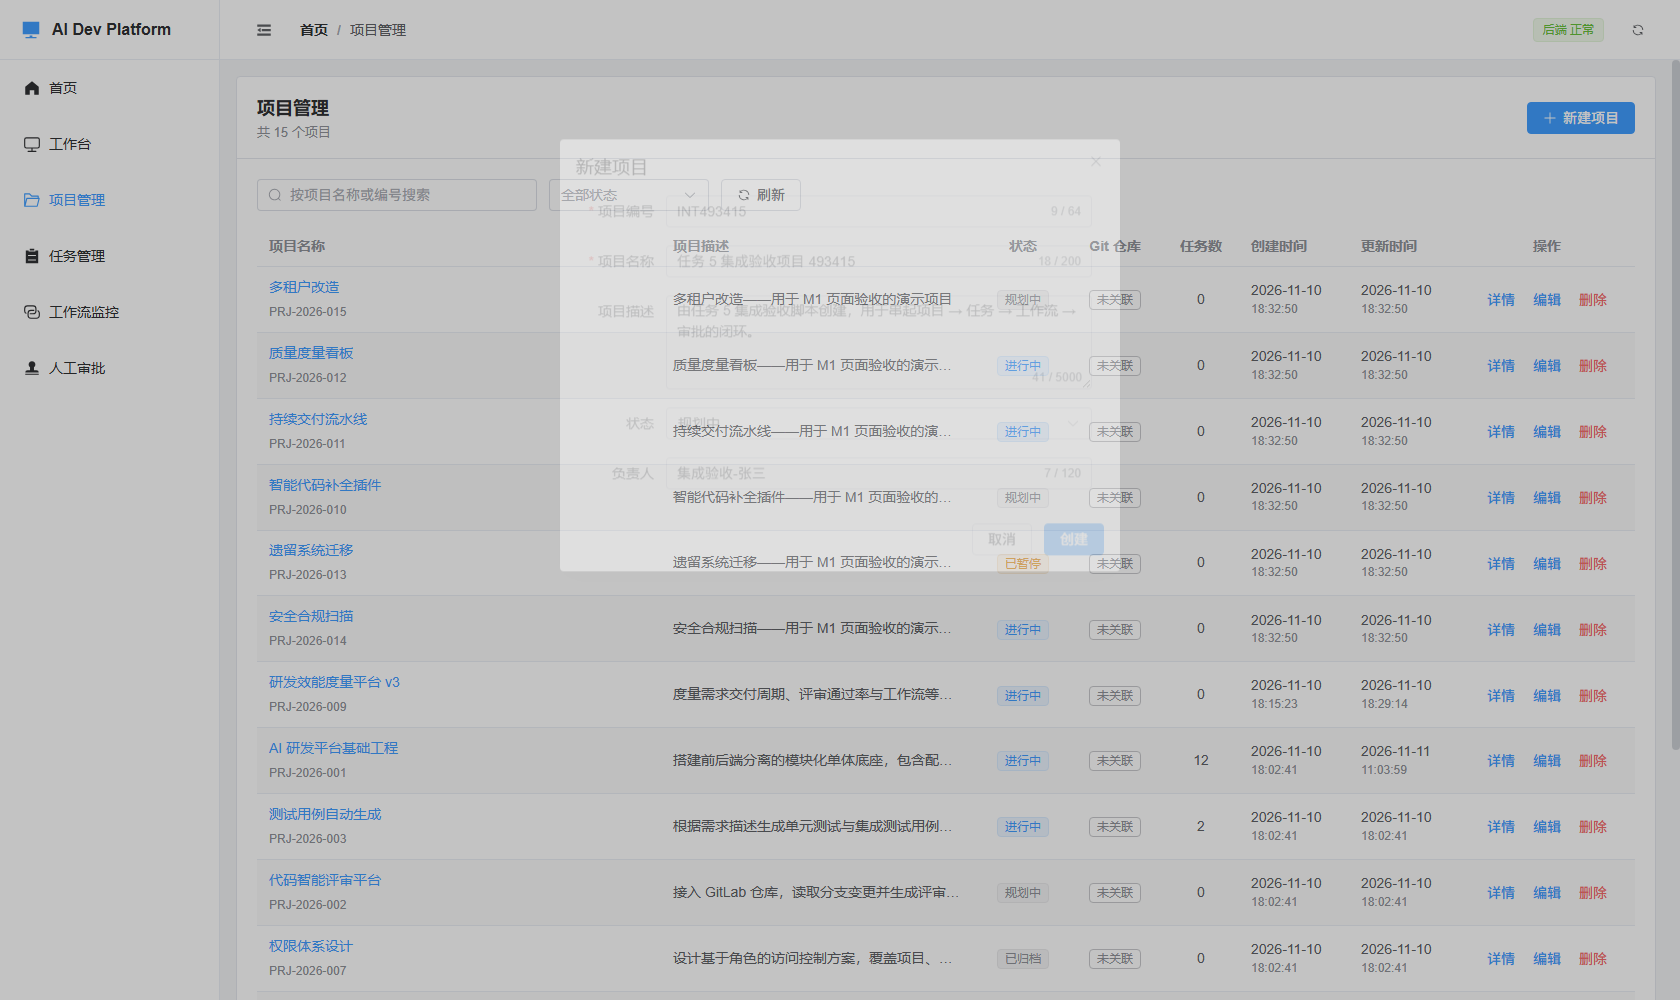 AI Dev Platform
首页 / 项目管理
后端 正常
首页
工作台
项目管理
任务管理
工作流监控
人工审批
项目管理
共 15 个项目
新建项目
按项目名称或编号搜索
全部状态
刷新
新建项目
* 项目编号 INT493415 9 / 64
* 项目名称 任务 5 集成验收项目 493415 18 / 200
项目描述 由任务 5 集成验收脚本创建，用于串起项目 → 任务 → 工作流 →
审批的闭环。
41 / 5000
状态 规划中
负责人 集成验收-张三 7 / 120
取消 创建
项目名称 项目描述 状态 Git 仓库 任务数 创建时间 更新时间 操作
多租户改造 多租户改造——用于 M1 页面验收的演示项目 规划中 未关联 0 2026-11-10 2026-11-10 详情 编辑 删除
PRJ-2026-015 18:32:50 18:32:50
质量度量看板 质量度量看板——用于 M1 页面验收的演示... 进行中 未关联 0 2026-11-10 2026-11-10 详情 编辑 删除
PRJ-2026-012 18:32:50 18:32:50
持续交付流水线 持续交付流水线——用于 M1 页面验收的演... 进行中 未关联 0 2026-11-10 2026-11-10 详情 编辑 删除
PRJ-2026-011 18:32:50 18:32:50
智能代码补全插件 智能代码补全插件——用于 M1 页面验收的... 规划中 未关联 0 2026-11-10 2026-11-10 详情 编辑 删除
PRJ-2026-010 18:32:50 18:32:50
遗留系统迁移 遗留系统迁移——用于 M1 页面验收的演示... 已暂停 未关联 0 2026-11-10 2026-11-10 详情 编辑 删除
PRJ-2026-013 18:32:50 18:32:50
安全合规扫描 安全合规扫描——用于 M1 页面验收的演示... 进行中 未关联 0 2026-11-10 2026-11-10 详情 编辑 删除
PRJ-2026-014 18:32:50 18:32:50
研发效能度量平台 v3 度量需求交付周期、评审通过率与工作流等... 进行中 未关联 0 2026-11-10 2026-11-10 详情 编辑 删除
PRJ-2026-009 18:15:23 18:29:14
AI 研发平台基础工程 搭建前后端分离的模块化单体底座，包含配... 进行中 未关联 12 2026-11-10 2026-11-11 详情 编辑 删除
PRJ-2026-001 18:02:41 11:03:59
测试用例自动生成 根据需求描述生成单元测试与集成测试用例... 进行中 未关联 2 2026-11-10 2026-11-10 详情 编辑 删除
PRJ-2026-003 18:02:41 18:02:41
代码智能评审平台 接入 GitLab 仓库，读取分支变更并生成评审... 规划中 未关联 0 2026-11-10 2026-11-10 详情 编辑 删除
PRJ-2026-002 18:02:41 18:02:41
权限体系设计 设计基于角色的访问控制方案，覆盖项目、... 已归档 未关联 0 2026-11-10 2026-11-10 详情 编辑 删除
PRJ-2026-007 18:02:41 18:02:41